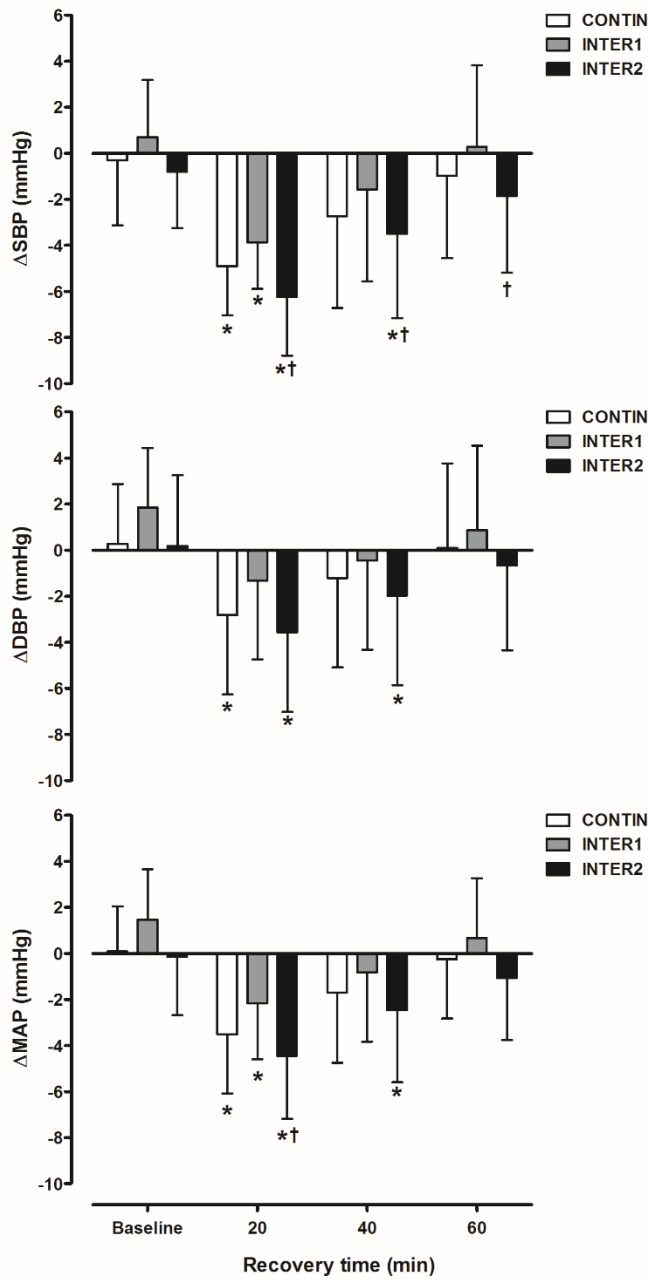 CONTIN
INTER1
INTER2
ΔSBP (mmHg)
6
4
2
0
-2
-4
-6
-8
-10
*
*
*†
*†
†
CONTIN
INTER1
INTER2
ΔDBP (mmHg)
6
4
2
0
-2
-4
-6
-8
-10
*
*
*
CONTIN
INTER1
INTER2
ΔMAP (mmHg)
6
4
2
0
-2
-4
-6
-8
-10
*
*
*†
*
Baseline 20 40 60
Recovery time (min)